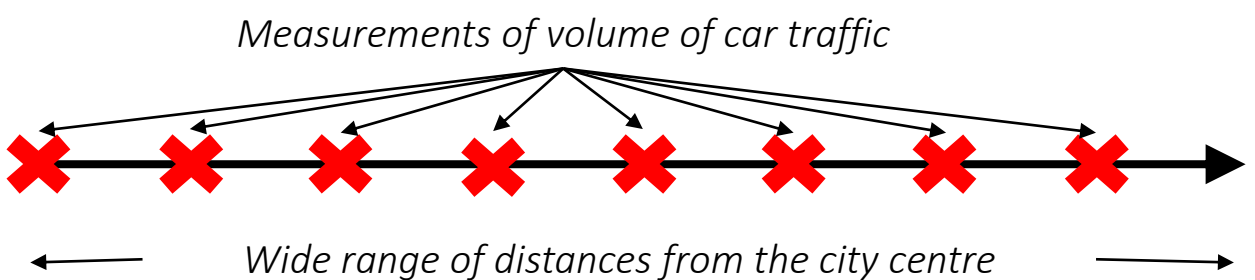 Measurements of volume of car traffic
Wide range of distances from the city centre